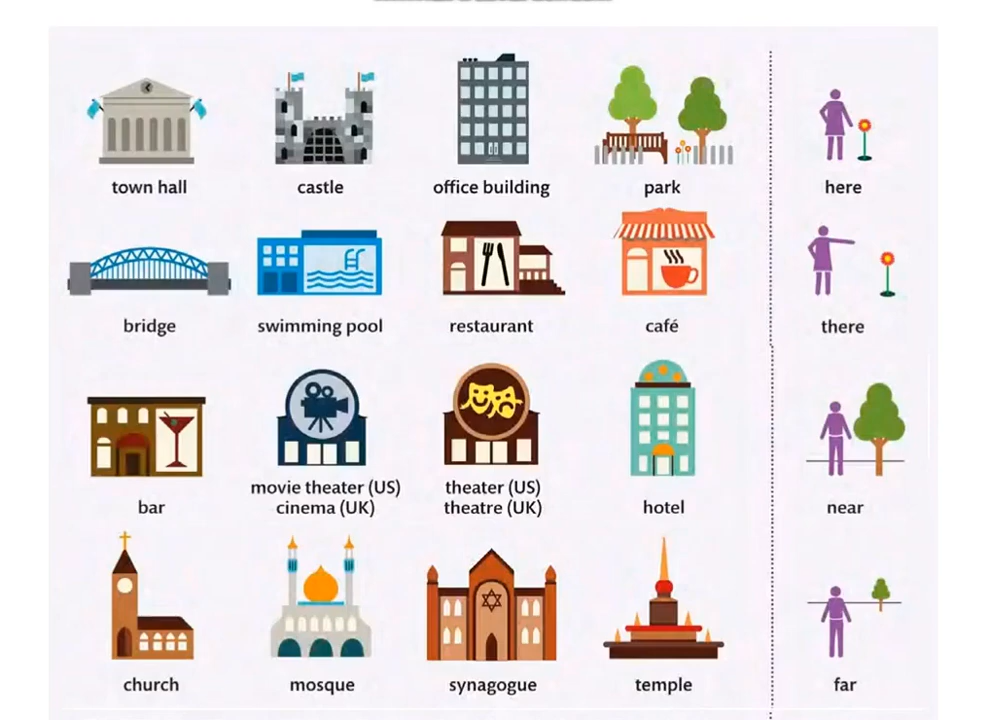 town hall
castle
office building
park
here
bridge
swimming pool
restaurant
café
there
bar
movie theater (US)
cinema (UK)
theater (US)
theatre (UK)
hotel
near
church
mosque
synagogue
temple
far